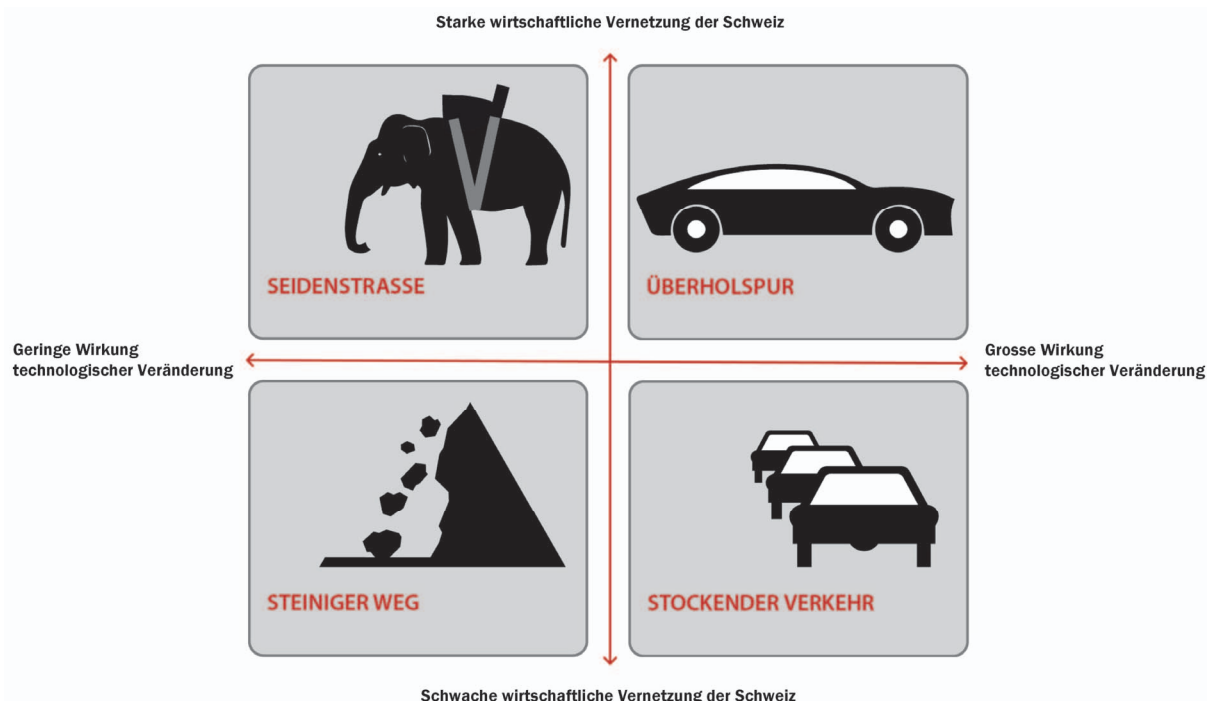 Starke wirtschaftliche Vernetzung der Schweiz
SEIDENSTRASSE
ÜBERHOLSPUR
Geringe Wirkung
technologischer Veränderung
Grosse Wirkung
technologischer Veränderung
STEINIGER WEG
STOCKENDER VERKEHR
Schwache wirtschaftliche Vernetzung der Schweiz